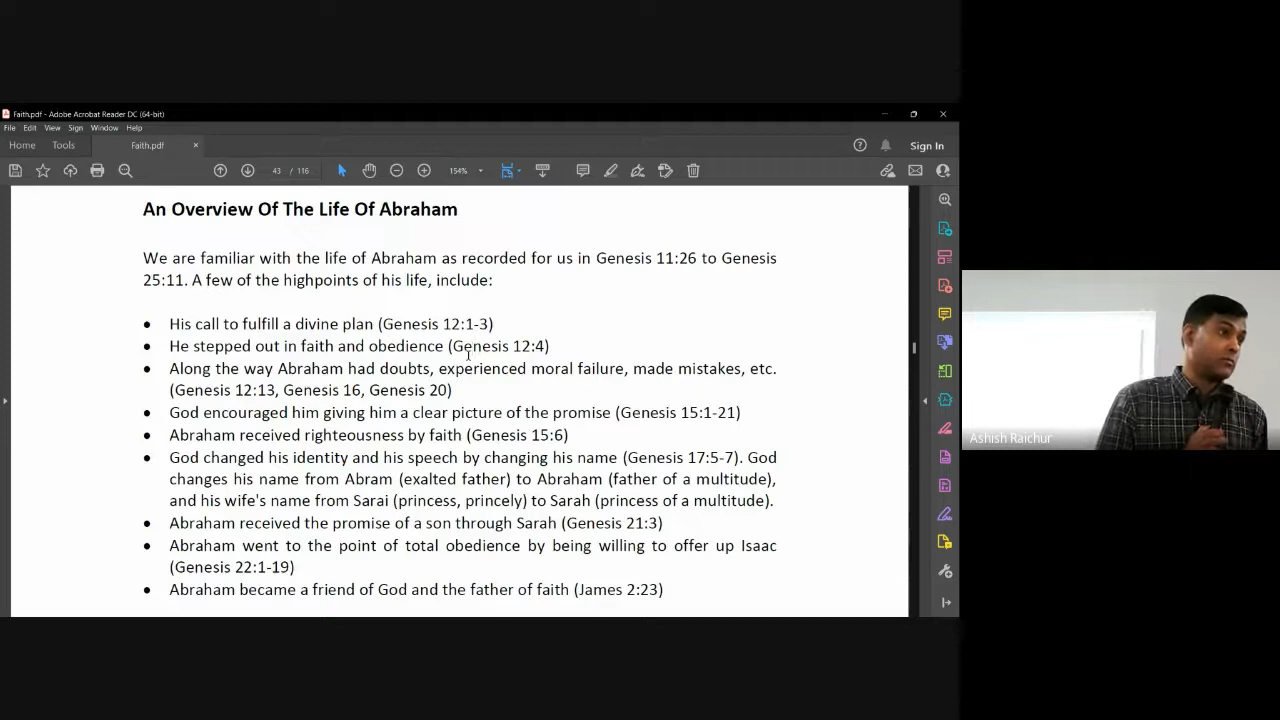 Faith.pdf - Adobe Acrobat Reader DC (64-bit)
File Edit View Sign Window Help
Home Tools Faith.pdf × Sign In
43 / 116 154%
An Overview Of The Life Of Abraham
We are familiar with the life of Abraham as recorded for us in Genesis 11:26 to Genesis
25:11. A few of the highpoints of his life, include:
• His call to fulfill a divine plan (Genesis 12:1-3)
• He stepped out in faith and obedience (Genesis 12:4)
• Along the way Abraham had doubts, experienced moral failure, made mistakes, etc.
(Genesis 12:13, Genesis 16, Genesis 20)
• God encouraged him giving him a clear picture of the promise (Genesis 15:1-21)
• Abraham received righteousness by faith (Genesis 15:6)
• God changed his identity and his speech by changing his name (Genesis 17:5-7). God
changes his name from Abram (exalted father) to Abraham (father of a multitude),
and his wife's name from Sarai (princess, princely) to Sarah (princess of a multitude).
• Abraham received the promise of a son through Sarah (Genesis 21:3)
• Abraham went to the point of total obedience by being willing to offer up Isaac
(Genesis 22:1-19)
• Abraham became a friend of God and the father of faith (James 2:23)
Ashish Raichur